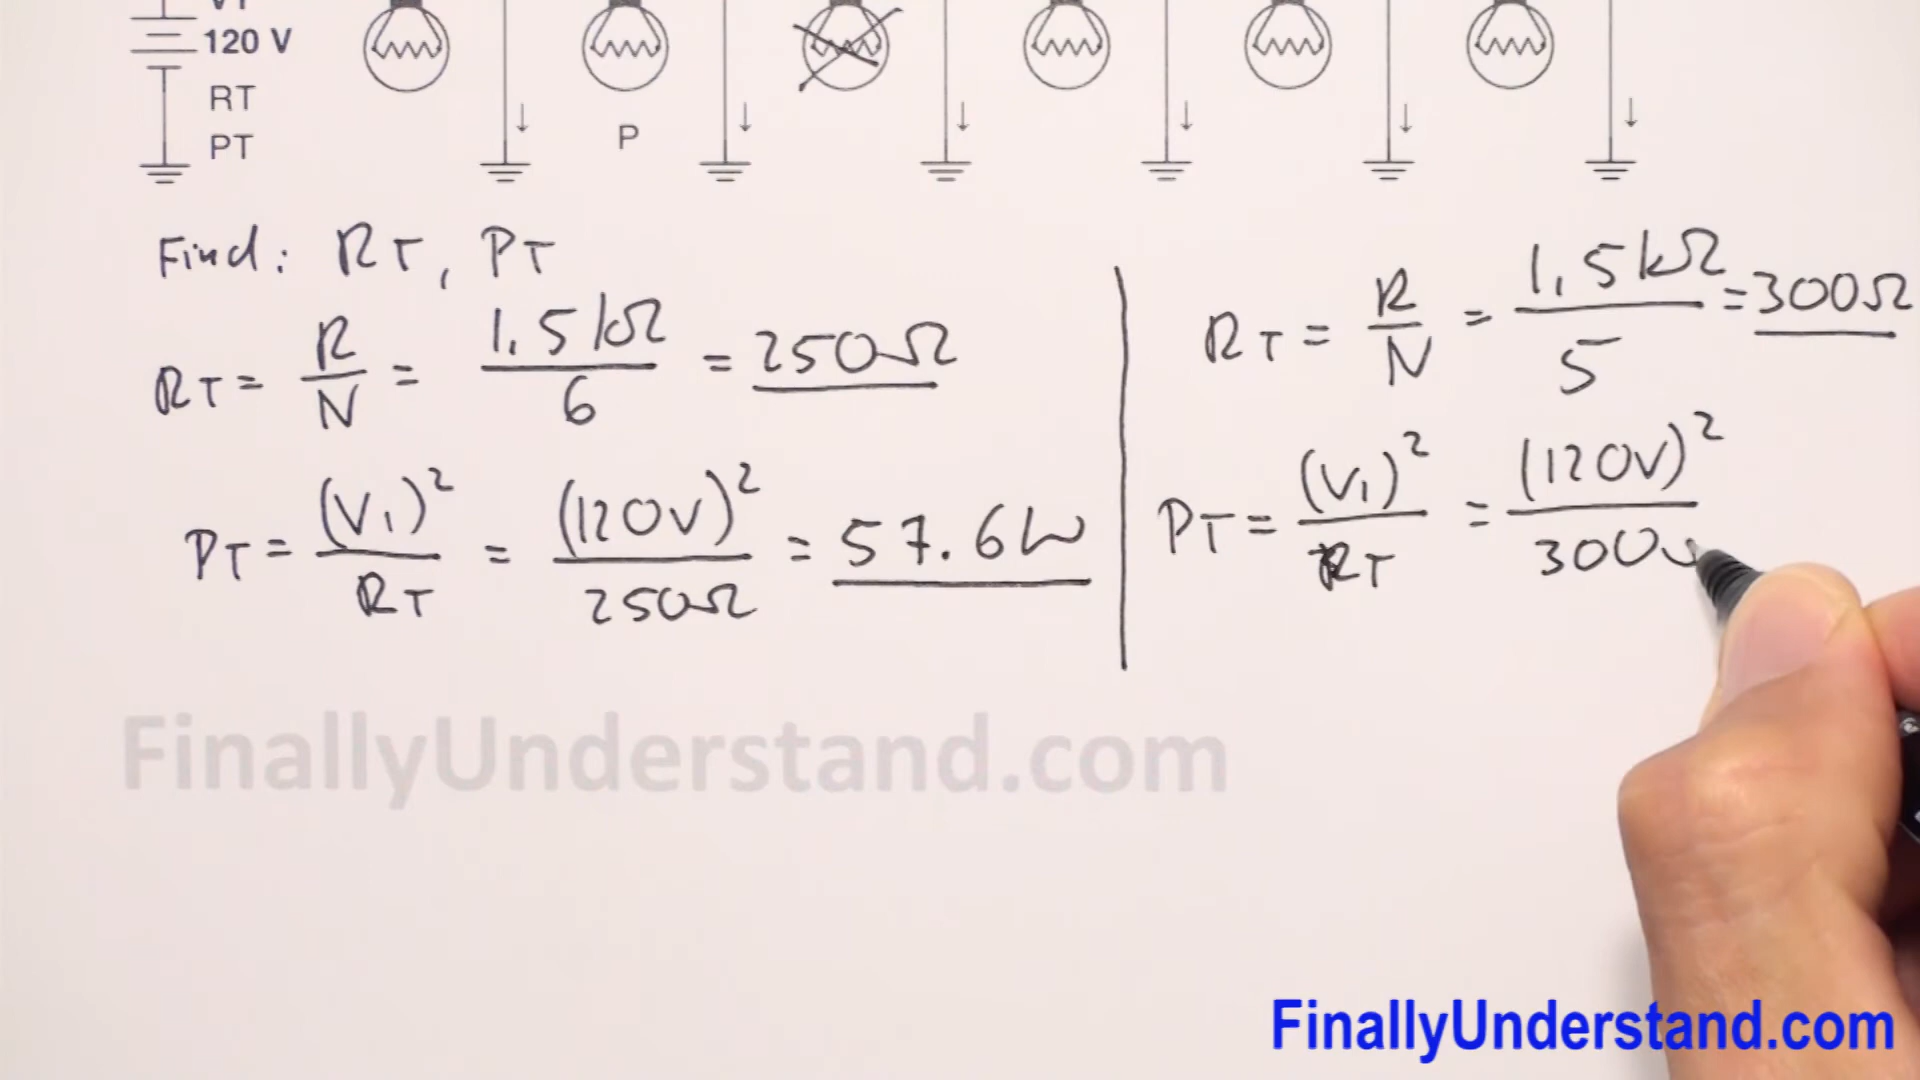 120 V
RT
PT
P
Find: RT, PT
RT = R/N = 1.5kΩ/6 = 250Ω
PT = (V1)²/RT = (120V)²/250Ω = 57.6W
RT = R/N = 1.5kΩ/5 = 300Ω
PT = (V1)²/RT = (120V)²/300
FinallyUnderstand.com
FinallyUnderstand.com